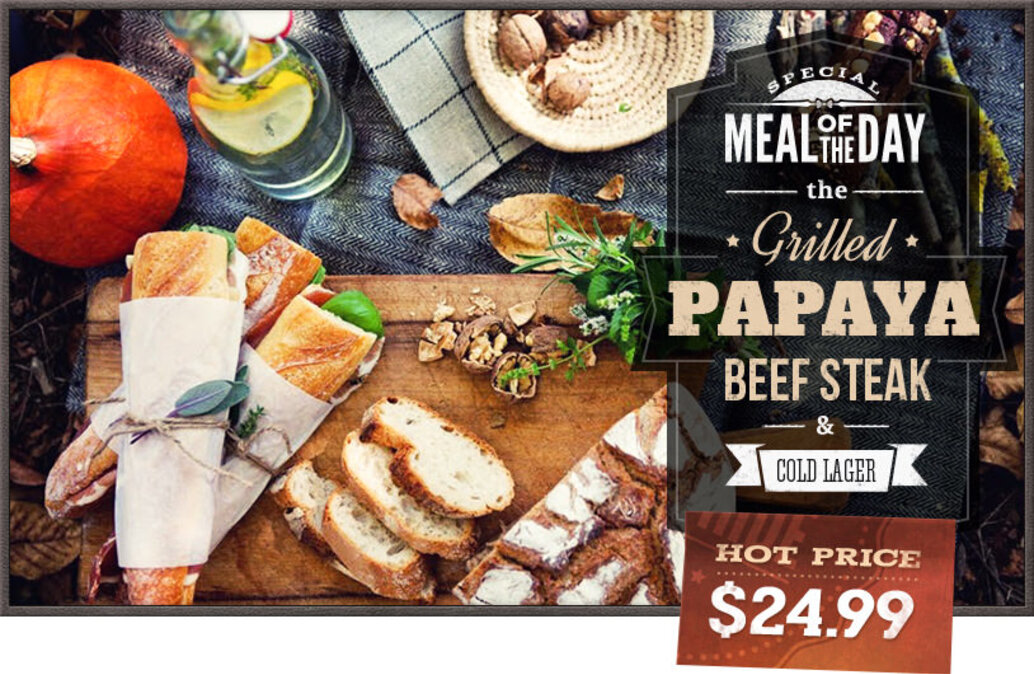 SPECIAL
MEAL OF THE DAY
the
Grilled
PAPAYA
BEEF STEAK
&
COLD LAGER
HOT PRICE
$24.99